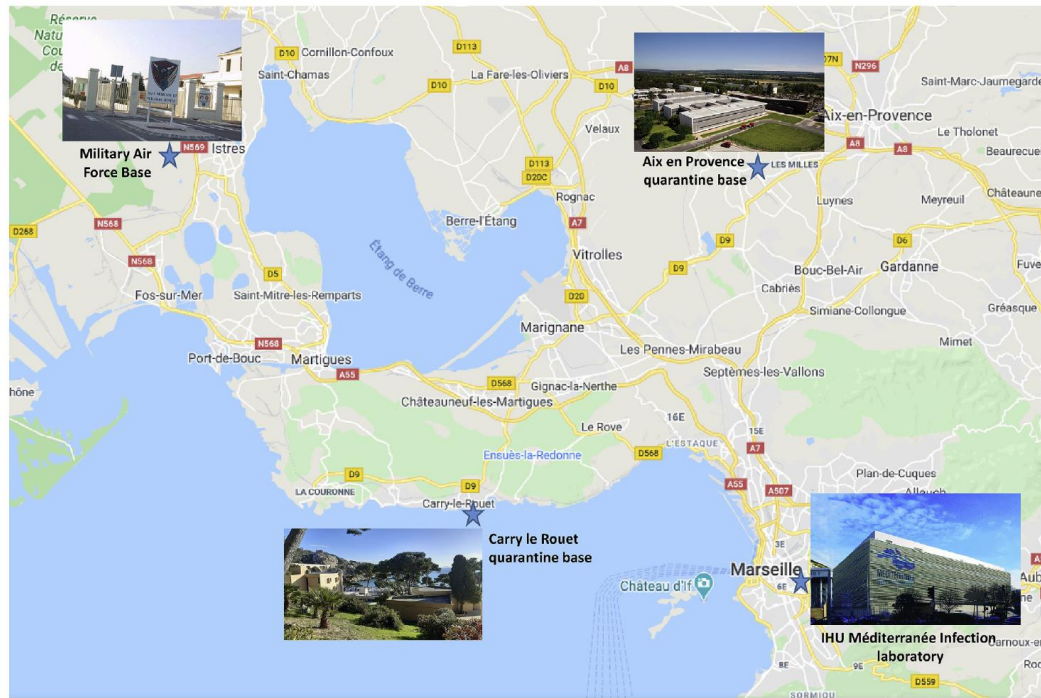 Réserve
Cornillon-Confoux
D10
D113
Saint-Chamas
La Fare-les-Oliviers
A8
D10
D10
Velaux
7N
N296
Saint-Marc-Jaumegarde
Aix-en-Provence
Le Tholonet
A8
A8
Beaurecueil
N569
Istres
Military Air
Force Base
Aix en Provence
quarantine base
LES MILLES
D113
D20C
Rognac
Luynes
Meyreuil
Châteauneuf
Berre-l'Étang
A7
N568
D268
N568
Étang de Berre
Vitrolles
D9
D9
D6
Bouc-Bel-Air
Gardanne
Fuve
D5
Fos-sur-Mer
Saint-Mitre-les-Remparts
D20
Cabriès
Simiane-Collongue
Gréasque
Marignane
N568
Mimet
Port-de-Bouc
Martigues
A55
Les Pennes-Mirabeau
Septèmes-les-Vallons
D568
Gignac-la-Nerthe
hône
Châteauneuf-les-Martigues
16E
Le Rove
15E
L'ESTAQUE
A7
Ensuès-la-Redonne
D568
D9
D9
Plan-de-Cuques
LA COURONNE
A55
A507
Carry-le-Rouet
Allauch
Carry le Rouet
quarantine base
3E
Marseille
Château d'If
6E
Aub
IHU Méditerranée Infection
laboratory
Carnoux-en
8E
9E
D559
SORMIOU